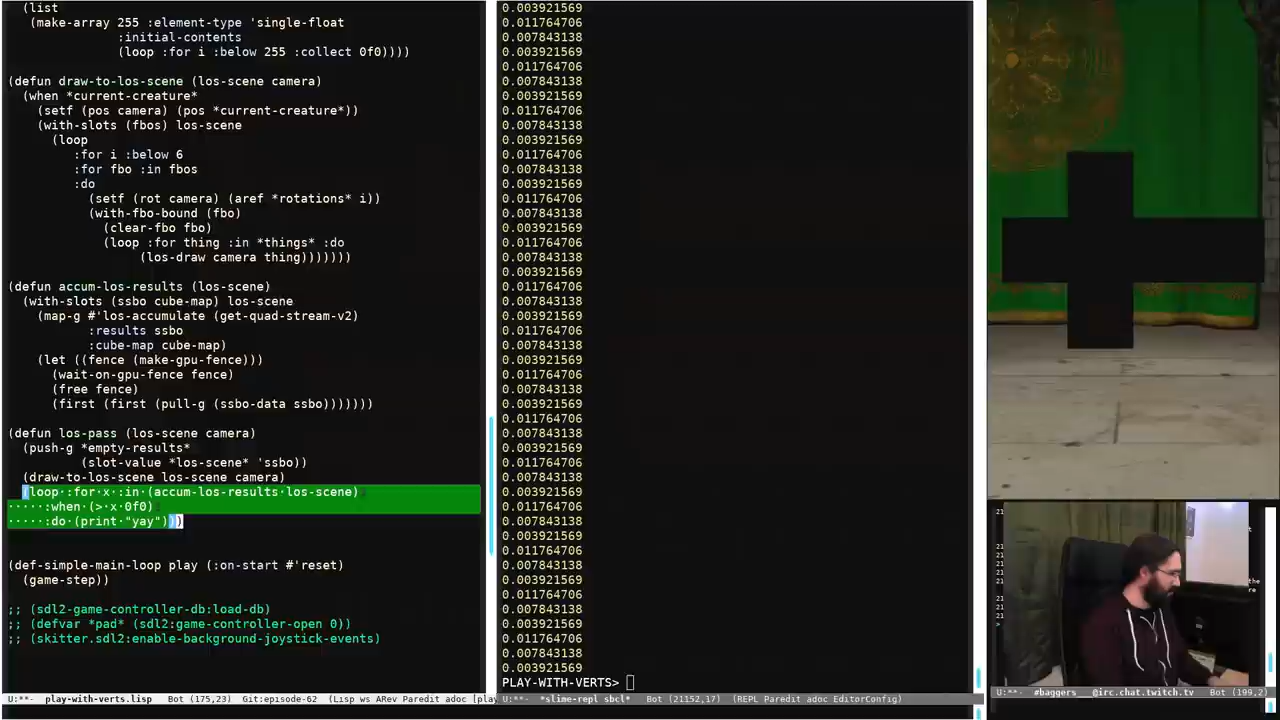 (list
(make-array 255 :element-type 'single-float
:initial-contents
(loop :for i :below 255 :collect 0f0))))
(defun draw-to-los-scene (los-scene camera)
(when *current-creature*
(setf (pos camera) (pos *current-creature*))
(with-slots (fbos) los-scene
(loop
:for i :below 6
:for fbo :in fbos
:do
(setf (rot camera) (aref *rotations* i))
(with-fbo-bound (fbo)
(clear-fbo fbo)
(loop :for thing :in *things* :do
(los-draw camera thing)))))))
(defun accum-los-results (los-scene)
(with-slots (ssbo cube-map) los-scene
(map-g #'los-accumulate (get-quad-stream-v2)
:results ssbo
:cube-map cube-map)
(let ((fence (make-gpu-fence)))
(wait-on-gpu-fence fence)
(free fence)
(first (first (pull-g (ssbo-data ssbo)))))))
(defun los-pass (los-scene camera)
(push-g *empty-results*
(slot-value *los-scene* 'ssbo))
(draw-to-los-scene los-scene camera)
(loop :for x :in (accum-los-results los-scene)
:when (> x 0f0)
:do (print "yay")))
(def-simple-main-loop play (:on-start #'reset)
(game-step))
;; (sdl2-game-controller-db:load-db)
;; (defvar *pad* (sdl2:game-controller-open 0))
;; (skitter.sdl2:enable-background-joystick-events)
U:**- play-with-verts.lisp Bot (175,23) Git:episode-62 (Lisp ws ARev Paredit adoc [play
0.003921569
0.011764706
0.007843138
0.003921569
0.011764706
0.007843138
0.003921569
0.011764706
0.007843138
0.003921569
0.011764706
0.007843138
0.003921569
0.011764706
0.007843138
0.003921569
0.011764706
0.007843138
0.003921569
0.011764706
0.007843138
0.003921569
0.011764706
0.007843138
0.003921569
0.011764706
0.007843138
0.003921569
0.011764706
0.007843138
0.003921569
0.011764706
0.007843138
0.003921569
0.011764706
0.007843138
0.003921569
0.011764706
0.007843138
0.003921569
0.011764706
0.007843138
0.003921569
0.011764706
0.007843138
0.003921569
PLAY-WITH-VERTS>
U:**- *slime-repl sbcl* Bot (21152,17) (REPL Paredit adoc EditorConfig)
U:**- #baggers __@irc.chat.twitch.tv Bot (199,2)